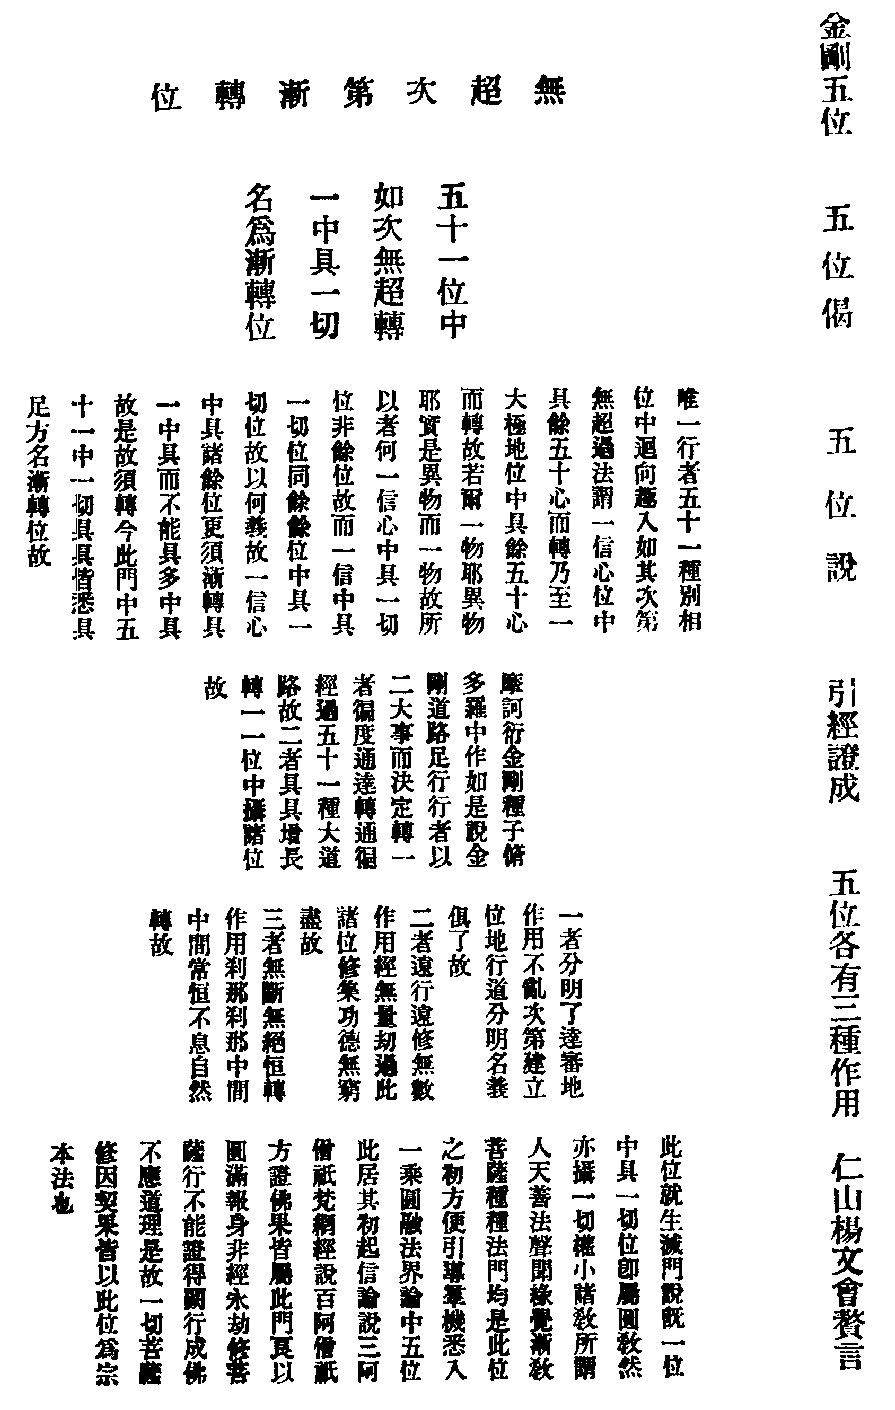 金剛五位
五位偈
五位說
引經證成
五位各有三種作用
仁山楊文會贅言
無超次第漸轉位
五十一位中
如次無超轉
一中具一切
名爲漸轉位
唯一行者五十一種別相
位中迴向趣入如其次第
無超過法謂一信心位中
具餘五十心而轉乃至一
大極地位中具餘五十心
而轉故若爾一物耶異物
耶實是異物而一物故所
以者何一信心中具一切
位非餘位故而一信中具
一切位同餘餘位中具一
切位故以何義故一信心
中具諸餘位更須漸轉具
一中具而不能具多中具
故是故須轉今此門中五
十一中一切具具皆悉具
足方名漸轉位故
摩訶衍金剛種子修
多羅中作如是說金
剛道路足行行者以
二大事而決定轉一
者徧度通達轉通徧
經過五十一種大道
路故二者具具增長
轉一一位中攝諸位
故
一者分明了達審地
作用不亂次第建立
位地行道分明名義
俱了故
二者遠行遠修無數
作用經無量劫過此
諸位修集功德無窮
盡故
三者無斷無絕恒轉
作用刹那刹那中間
中間常恒不息自然
轉故
此位就生滅門說旣一位
中具一切位卽屬圓敎然
亦攝一切權小諸敎所謂
人天善法聲聞緣覺漸敎
菩薩種種法門均是此位
之初方便引導羣機悉入
一乘圓融法界論中五位
此居其初起信論說三阿
僧祇梵網經說百阿僧祇
方證佛果皆屬此門良以
圓滿報身非經永劫修菩
薩行不能證得闕行成佛
不應道理是故一切菩薩
修因契果皆以此位爲宗
本法也